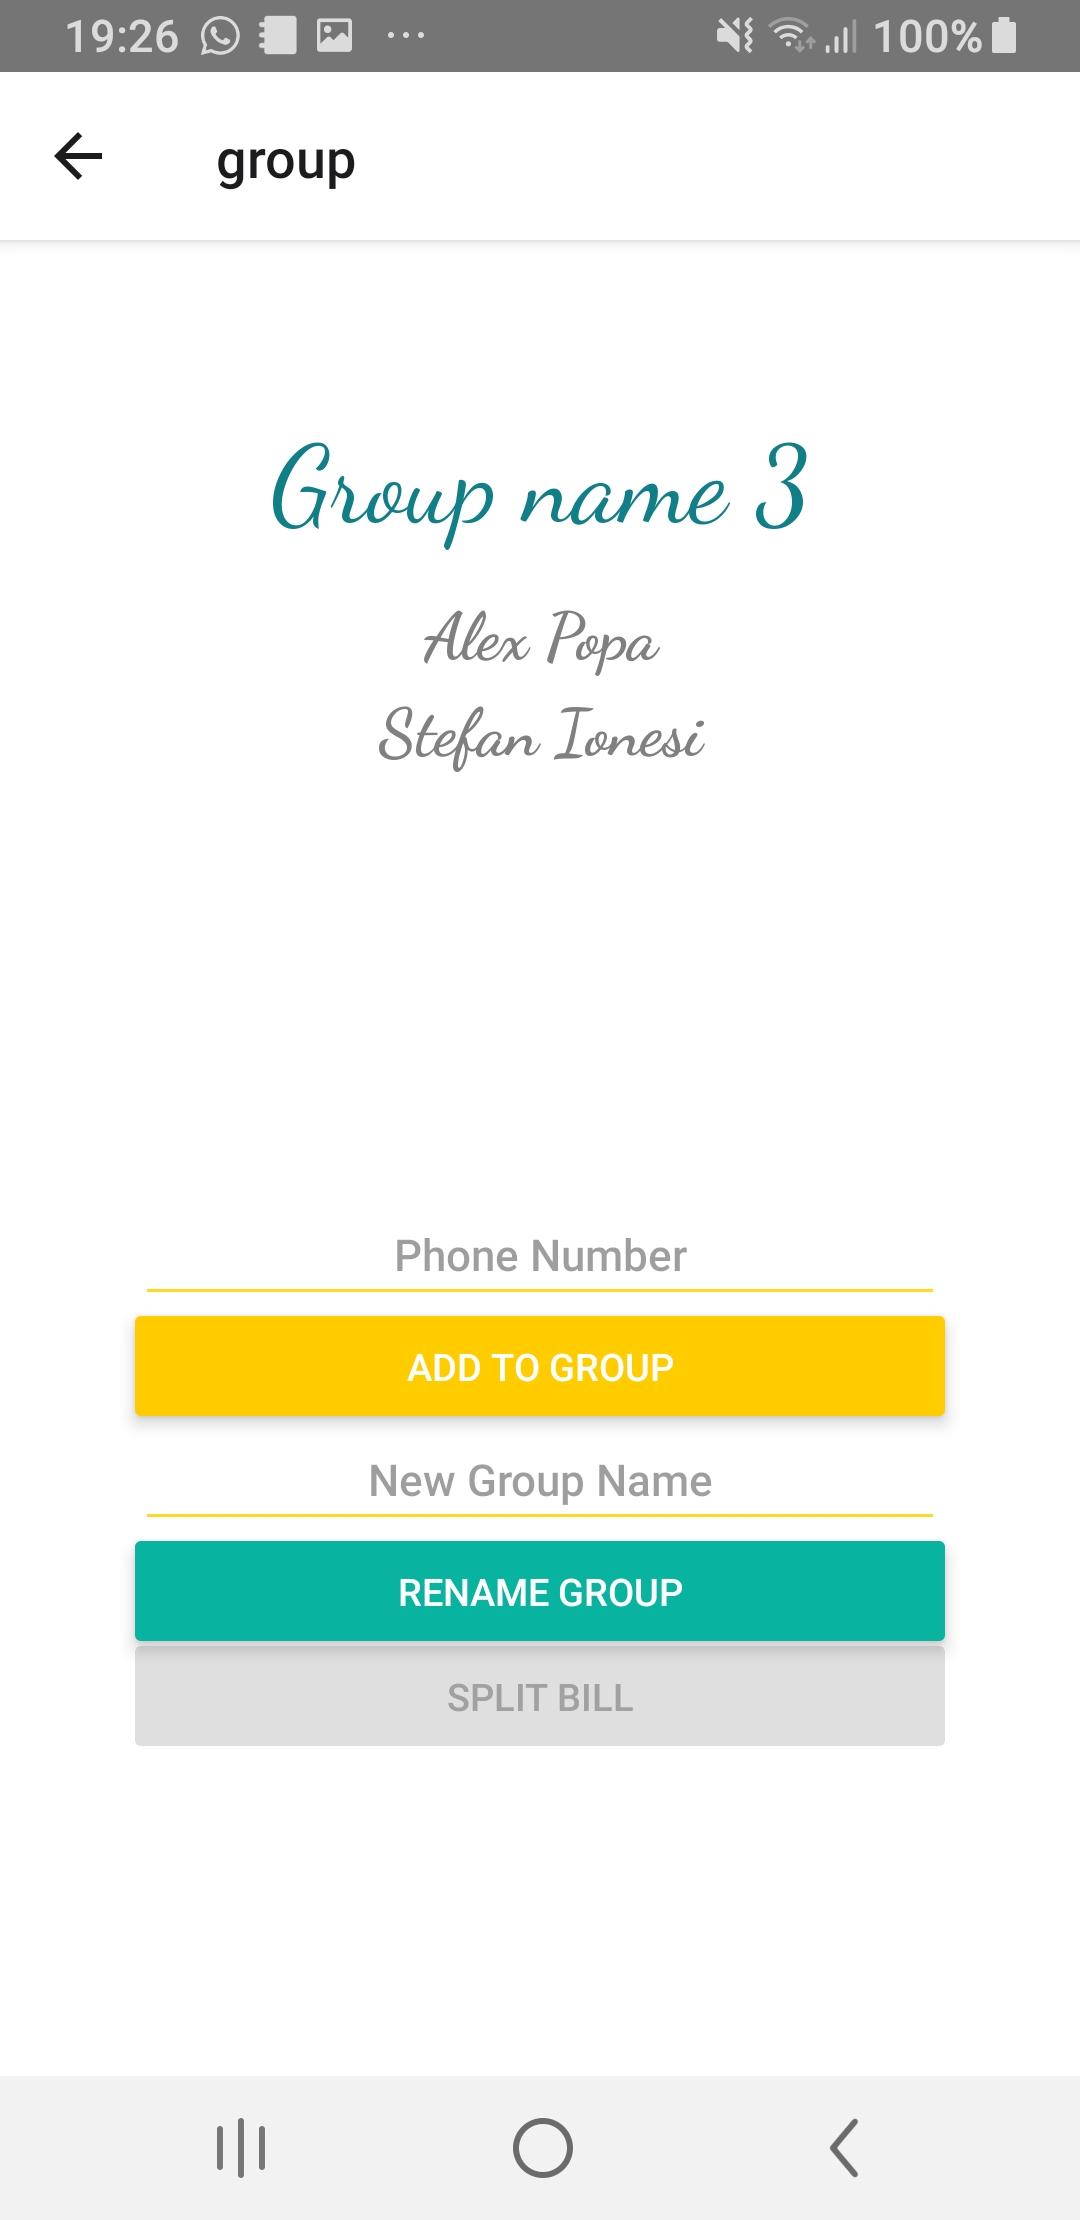 19:26 100%
group
Group name 3
Alex Popa
Stefan Ionesi
Phone Number
ADD TO GROUP
New Group Name
RENAME GROUP
SPLIT BILL